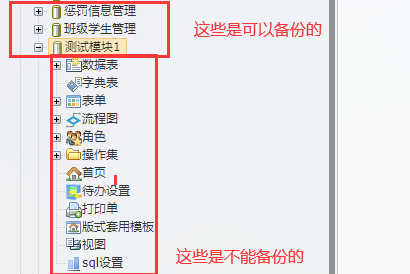 惩罚信息管理
这些是可以备份的
班级学生管理
测试模块1
数据表
字典表
表单
流程图
角色
操作集
首页
待办设置
打印单
版式套用模板
视图
这些是不能备份的
sql设置